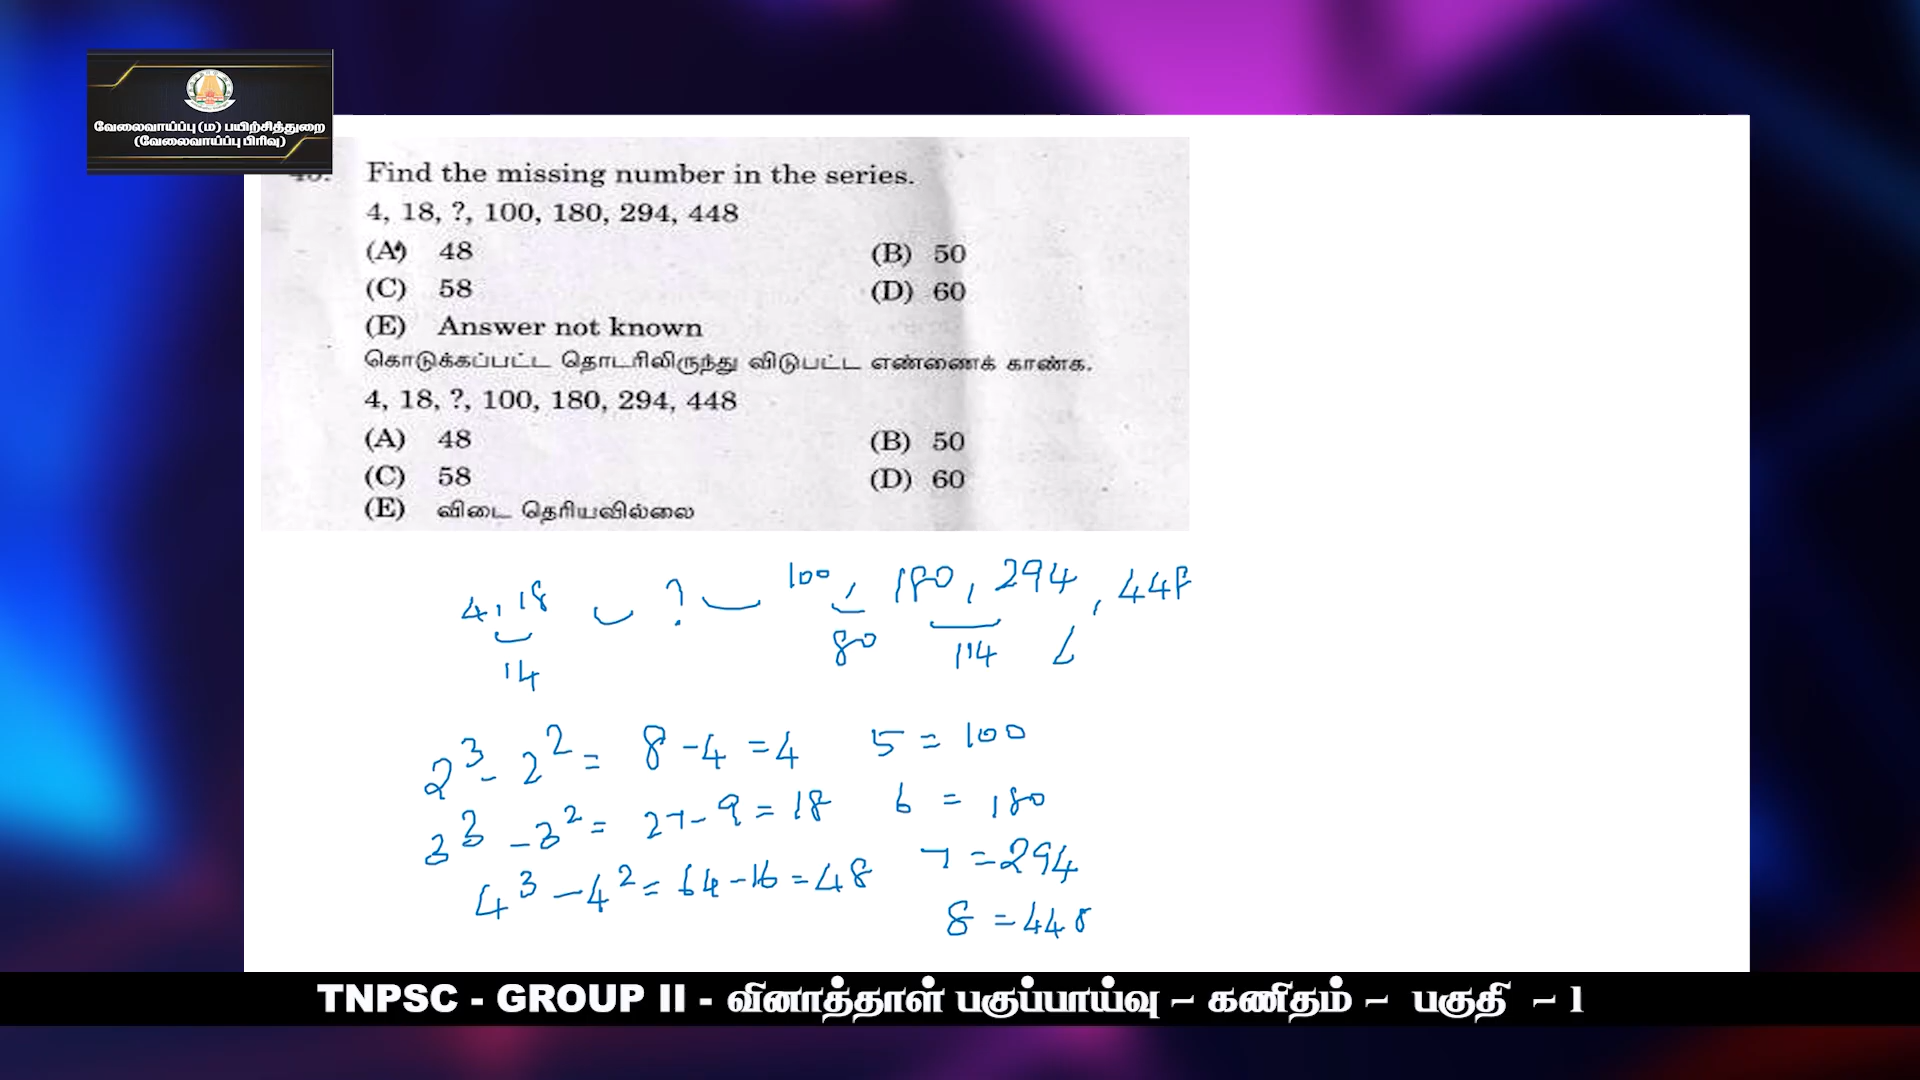 வேலைவாய்ப்பு (ம) பயிற்சித்துறை
(வேலைவாய்ப்பு பிரிவு)
Find the missing number in the series.
4, 18, ?, 100, 180, 294, 448
(A) 48 (B) 50
(C) 58 (D) 60
(E) Answer not known
கொடுக்கப்பட்ட தொடரிலிருந்து விடுபட்ட எண்ணைக் காண்க.
4, 18, ?, 100, 180, 294, 448
(A) 48 (B) 50
(C) 58 (D) 60
(E) விடை தெரியவில்லை
4, 18 ? 100, 180, 294, 448
14 80 114
2³ - 2² = 8 - 4 = 4 5 = 100
3³ - 3² = 27 - 9 = 18 6 = 180
4³ - 4² = 64 - 16 = 48 7 = 294
8 = 448
TNPSC - GROUP II - வினாத்தாள் பகுப்பாய்வு - கணிதம் - பகுதி - 1